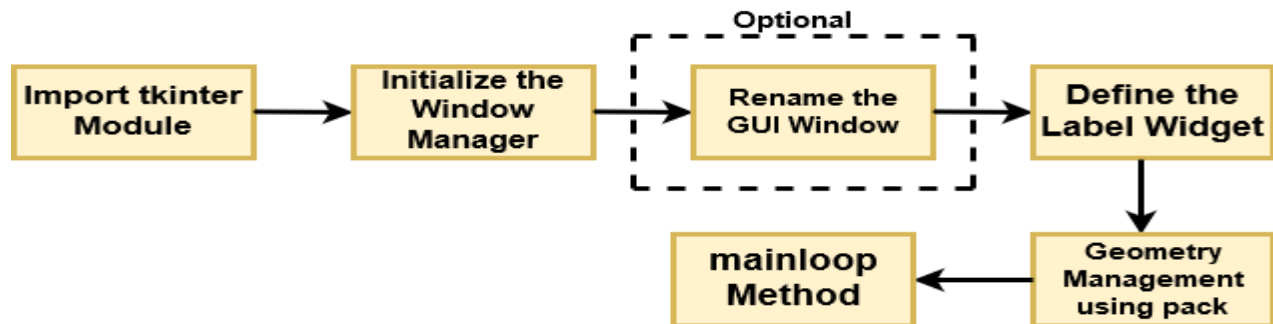 Optional
Import tkinter
Module
Initialize the
Window
Manager
Rename the
GUI Window
Define the
Label Widget
Geometry
Management
using pack
mainloop
Method